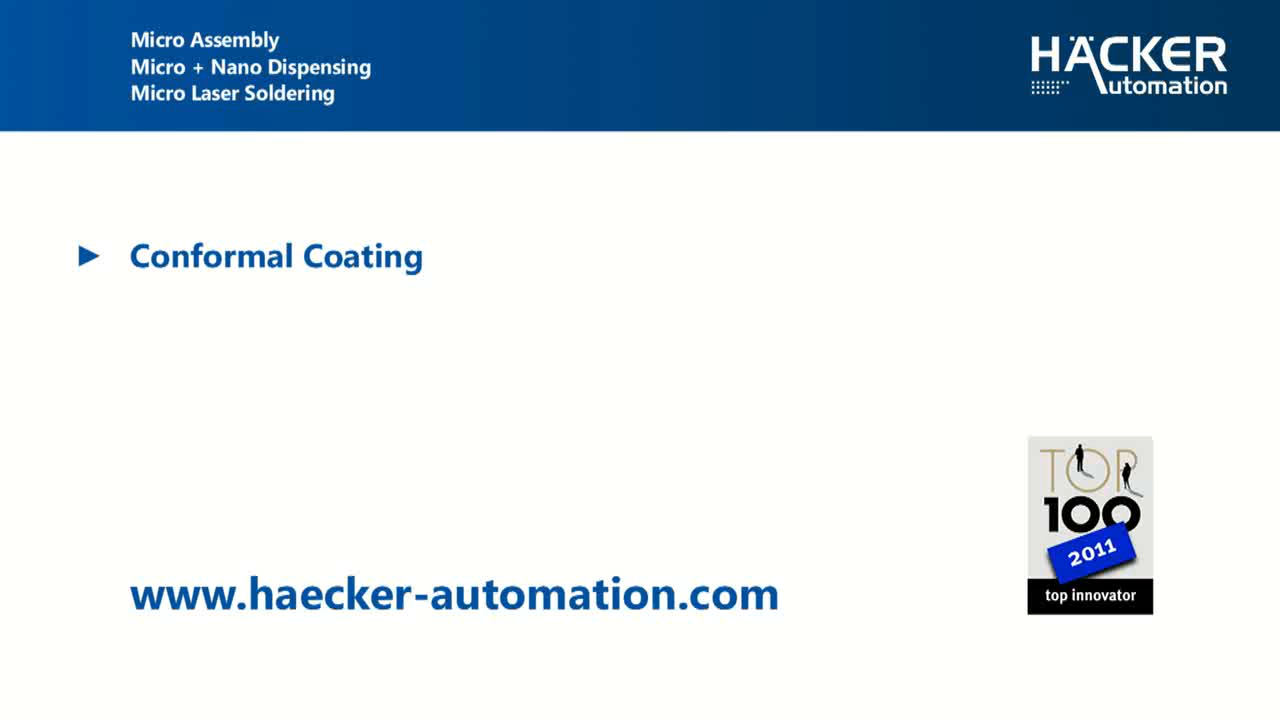 Micro Assembly
Micro + Nano Dispensing
Micro Laser Soldering
HÄCKER
Automation
Conformal Coating
www.haecker-automation.com
TOP
100
2011
top innovator